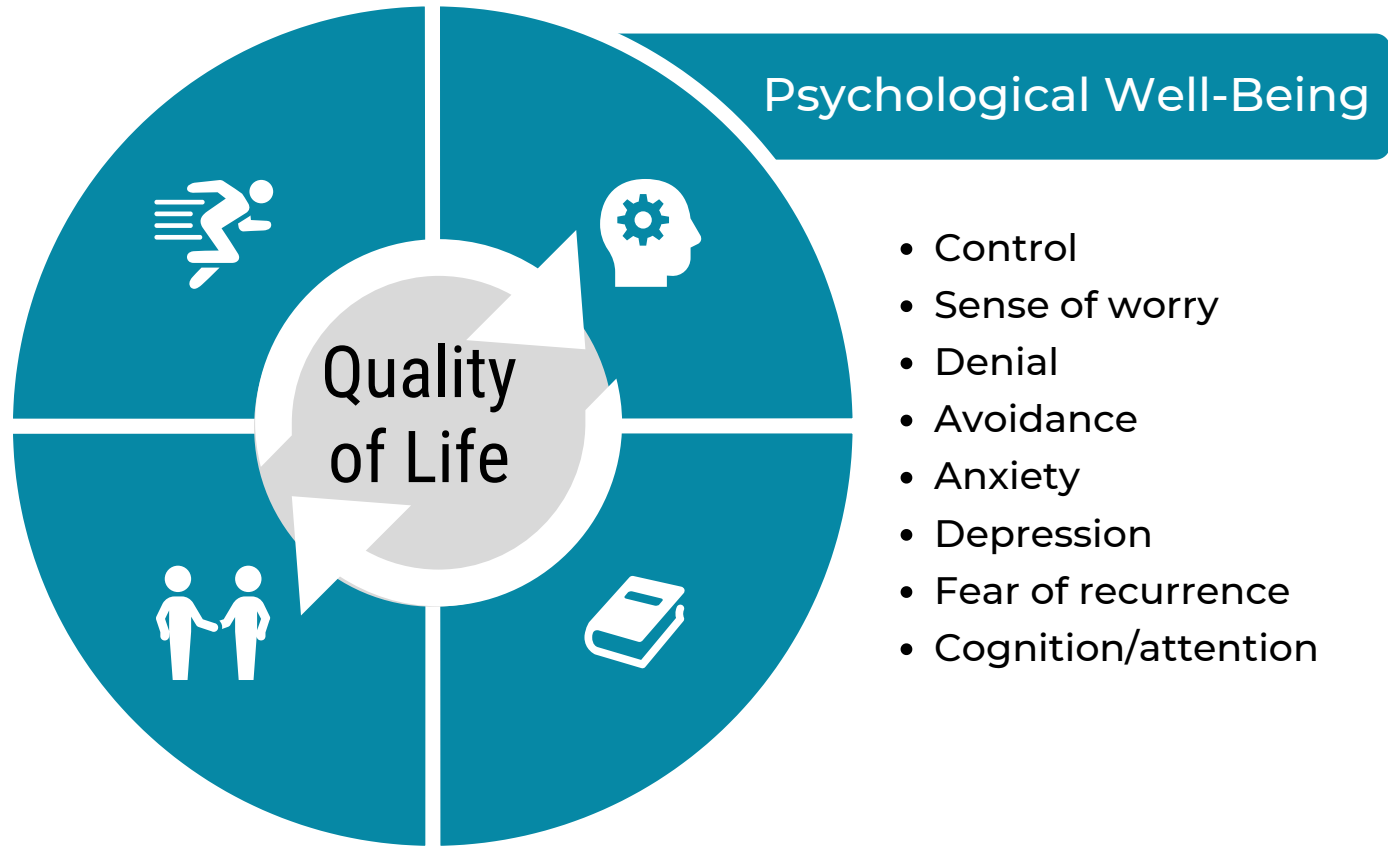 Psychological Well-Being
Quality
of Life
• Control
• Sense of worry
• Denial
• Avoidance
• Anxiety
• Depression
• Fear of recurrence
• Cognition/attention